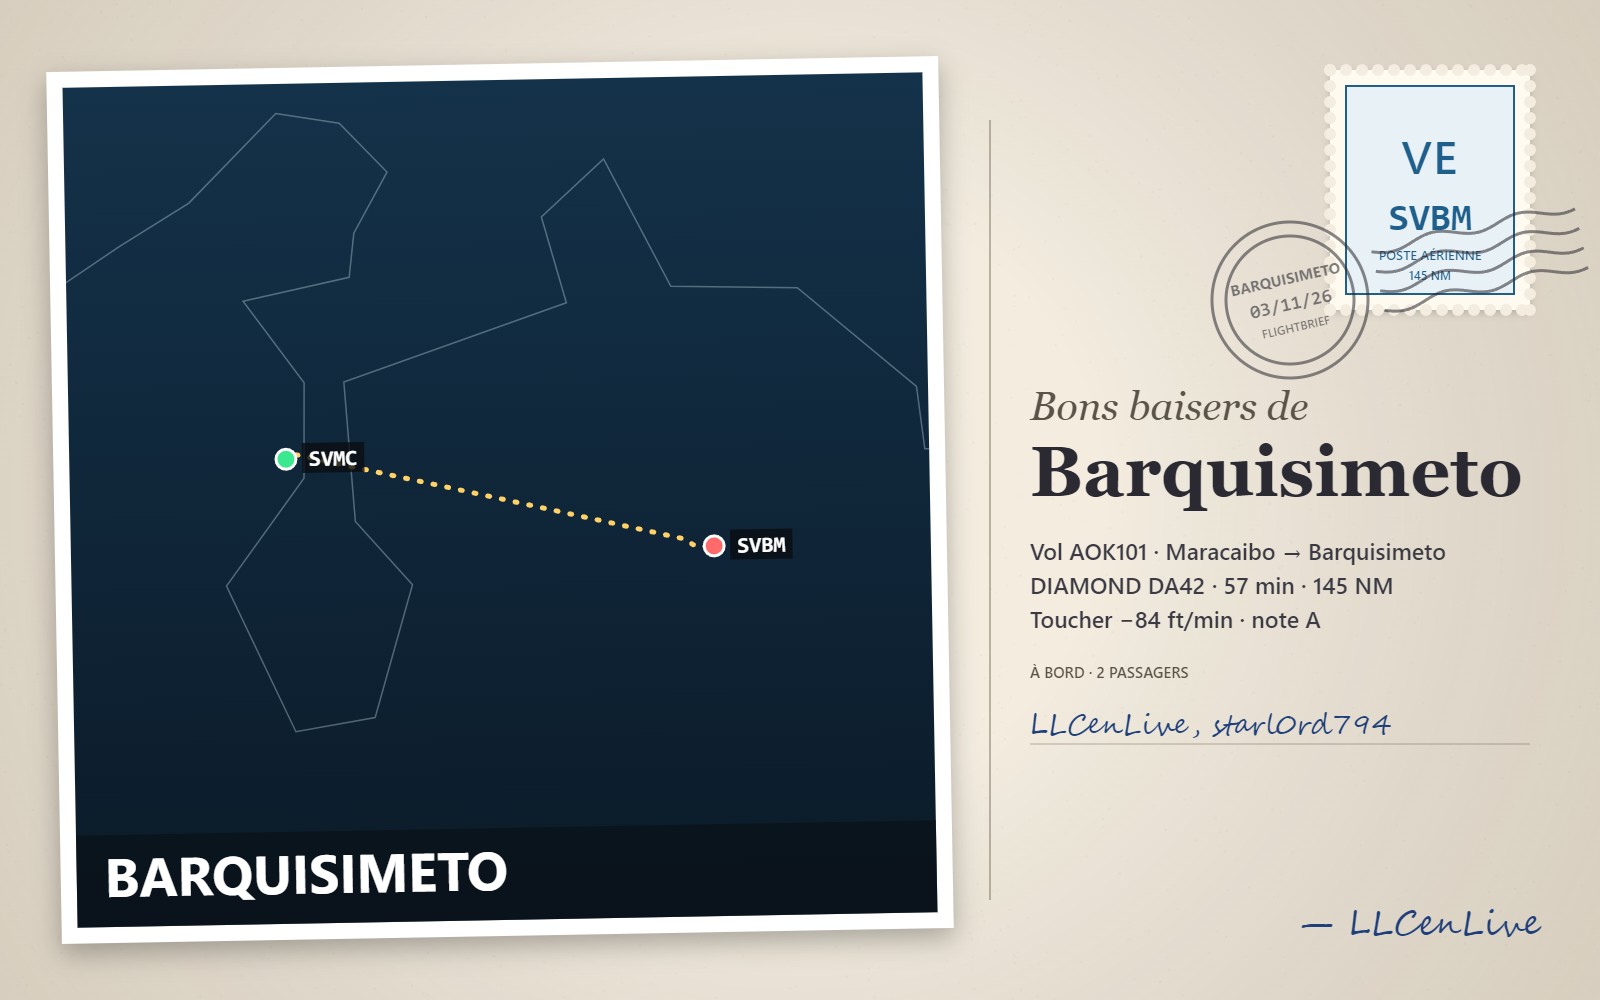 SVMC
SVBM
BARQUISIMETO
VE
SVBM
POSTE AÉRIENNE
145 NM
BARQUISIMETO
03/11/26
FLIGHTBRIEF
Bons baisers de
Barquisimeto
Vol AOK101 · Maracaibo → Barquisimeto
DIAMOND DA42 · 57 min · 145 NM
Toucher −84 ft/min · note A
À BORD · 2 PASSAGERS
LLCenLive, starlOrd794
— LLCenLive